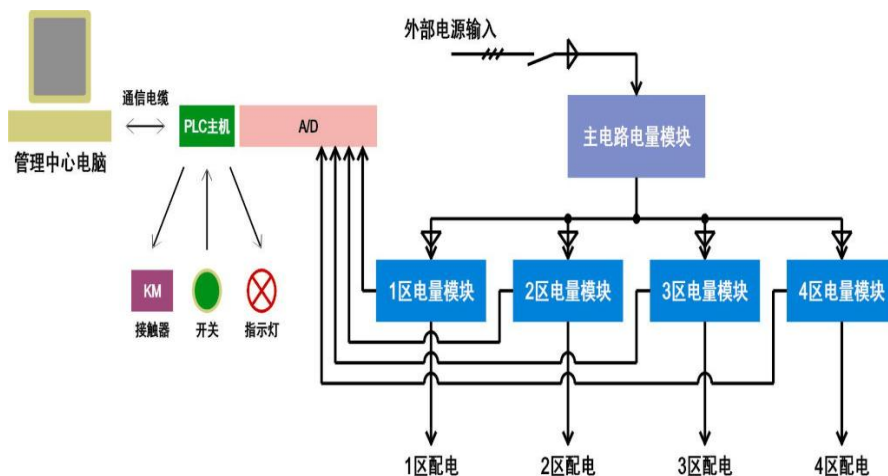 外部电源输入
通信电缆
PLC主机
A/D
主电路电量模块
管理中心电脑
1区电量模块
2区电量模块
3区电量模块
4区电量模块
KM
接触器
开关
指示灯
1区配电
2区配电
3区配电
4区配电